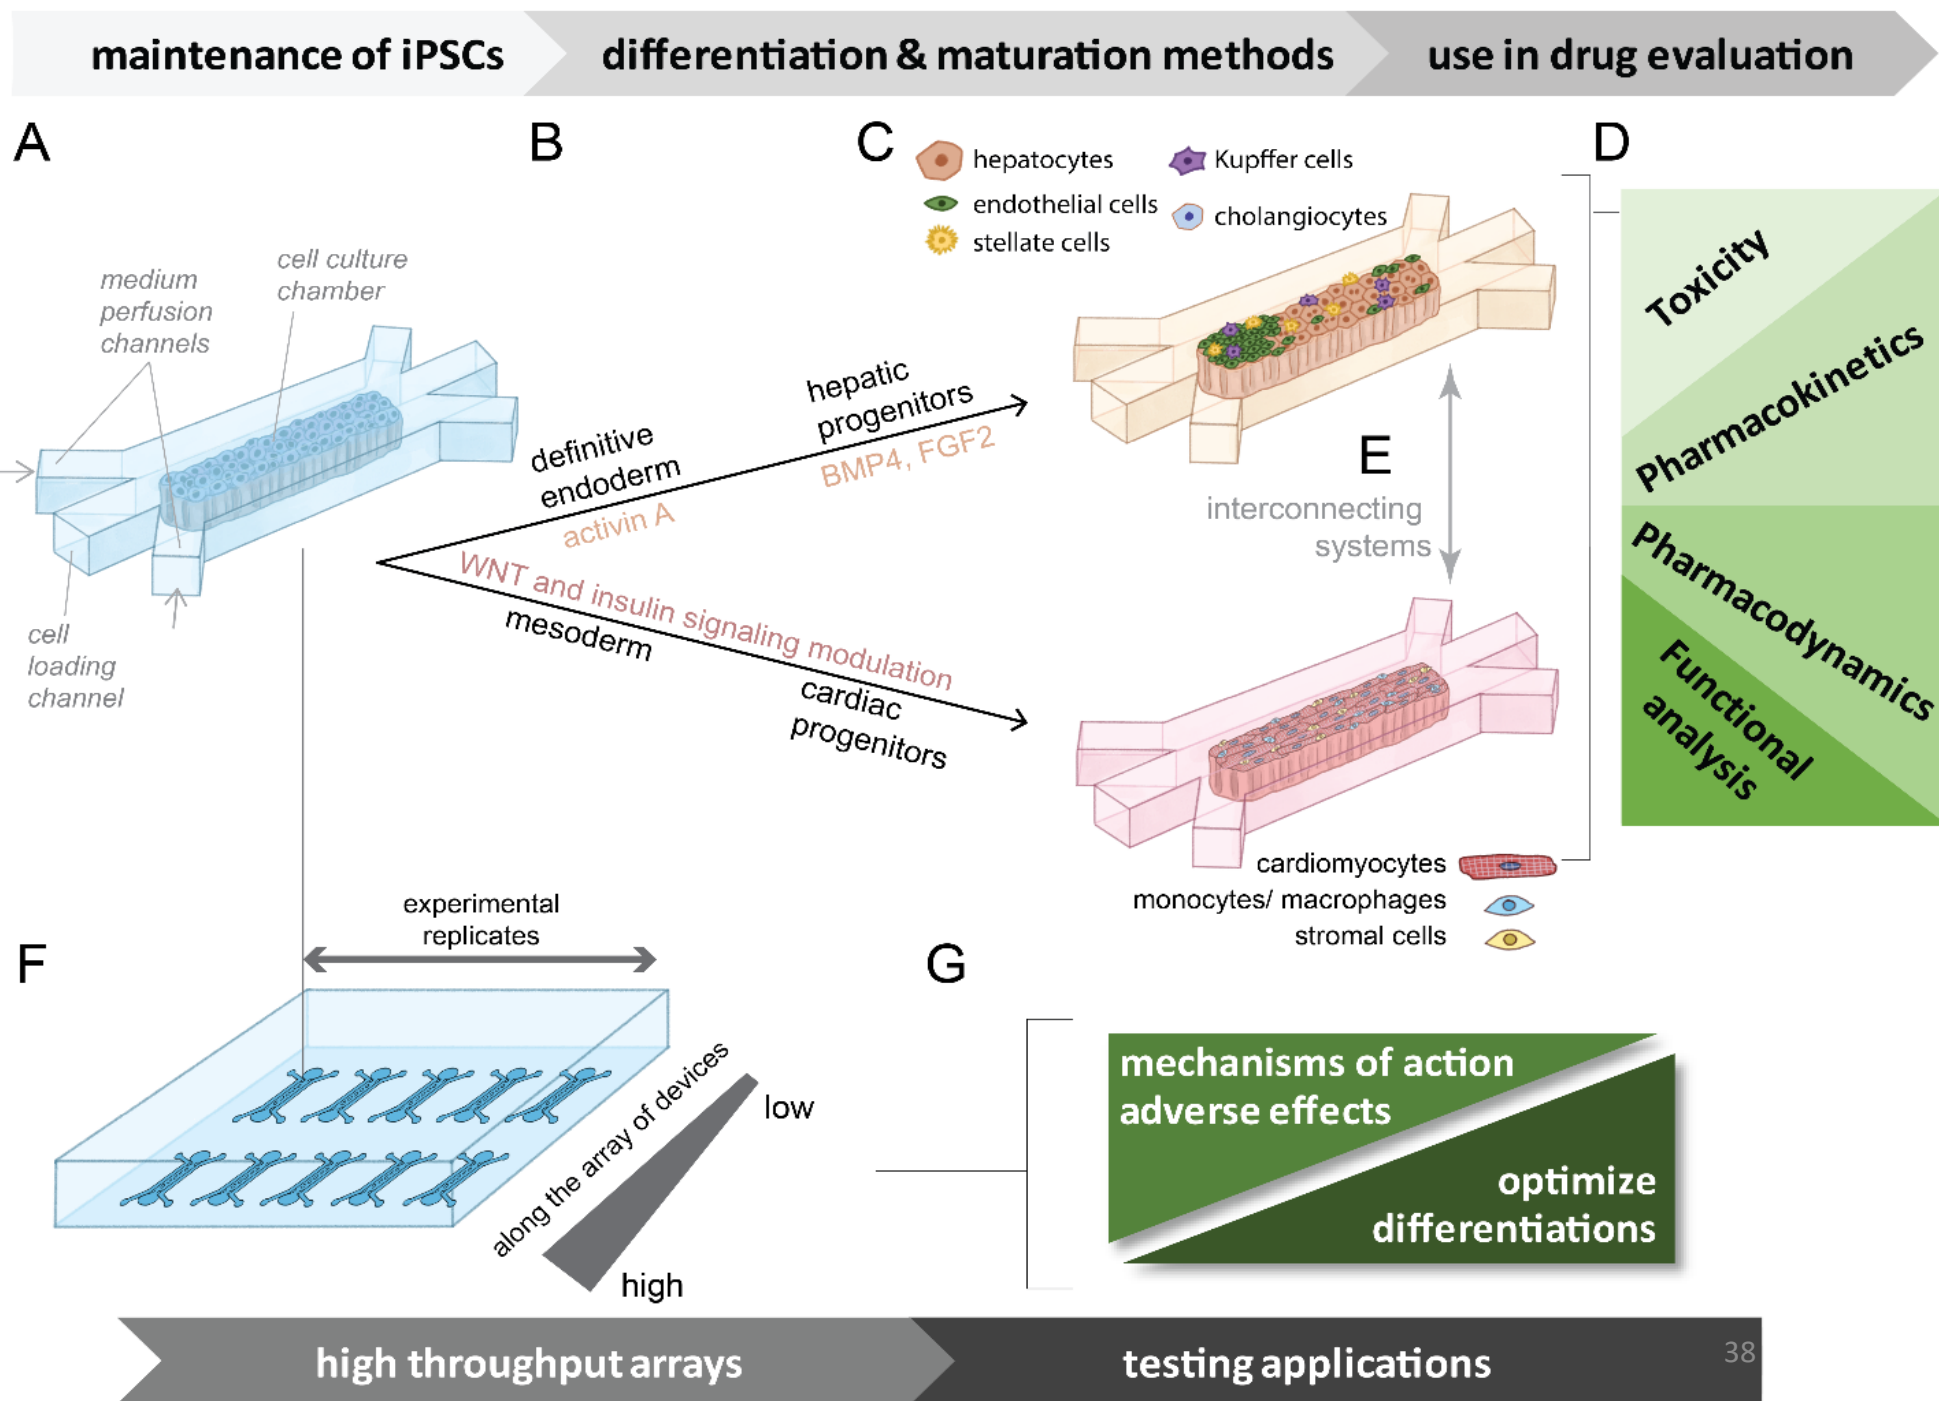 maintenance of iPSCs
differentiation & maturation methods
use in drug evaluation
A
B
C
D
hepatocytes
endothelial cells
stellate cells
Kupffer cells
cholangiocytes
medium
perfusion
channels
cell culture
chamber
cell
loading
channel
definitive
endoderm
activin A
hepatic
progenitors
BMP4, FGF2
WNT and insulin signaling modulation
mesoderm
cardiac
progenitors
E
interconnecting
systems
Toxicity
Pharmacokinetics
Pharmacodynamics
Functional
analysis
cardiomyocytes
monocytes/ macrophages
stromal cells
F
experimental
replicates
along the array of devices
low
high
G
mechanisms of action
adverse effects
optimize
differentiations
high throughput arrays
testing applications
38